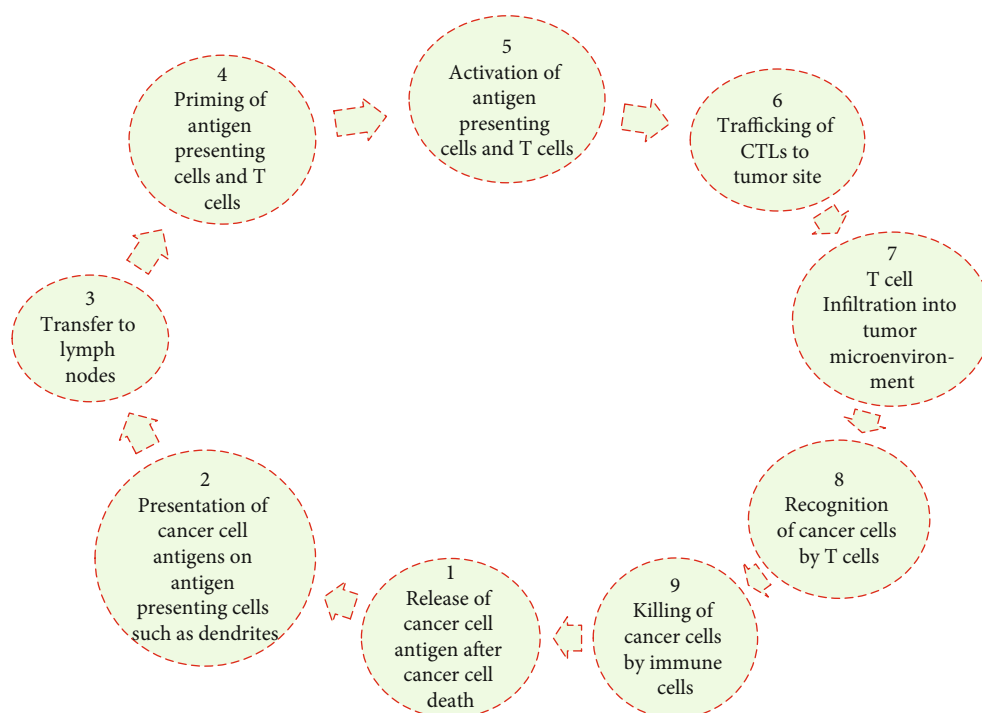 1
Release of
cancer cell
antigen after
cancer cell
death
2
Presentation of
cancer cell
antigens on
antigen
presenting cells
such as dendrites
3
Transfer to
lymph
nodes
4
Priming of
antigen
presenting
cells and T
cells
5
Activation of
antigen
presenting
cells and T cells
6
Trafficking of
CTLs to
tumor site
7
T cell
Infiltration into
tumor
microenviron-
ment
8
Recognition
of cancer cells
by T cells
9
Killing of
cancer cells
by immune
cells